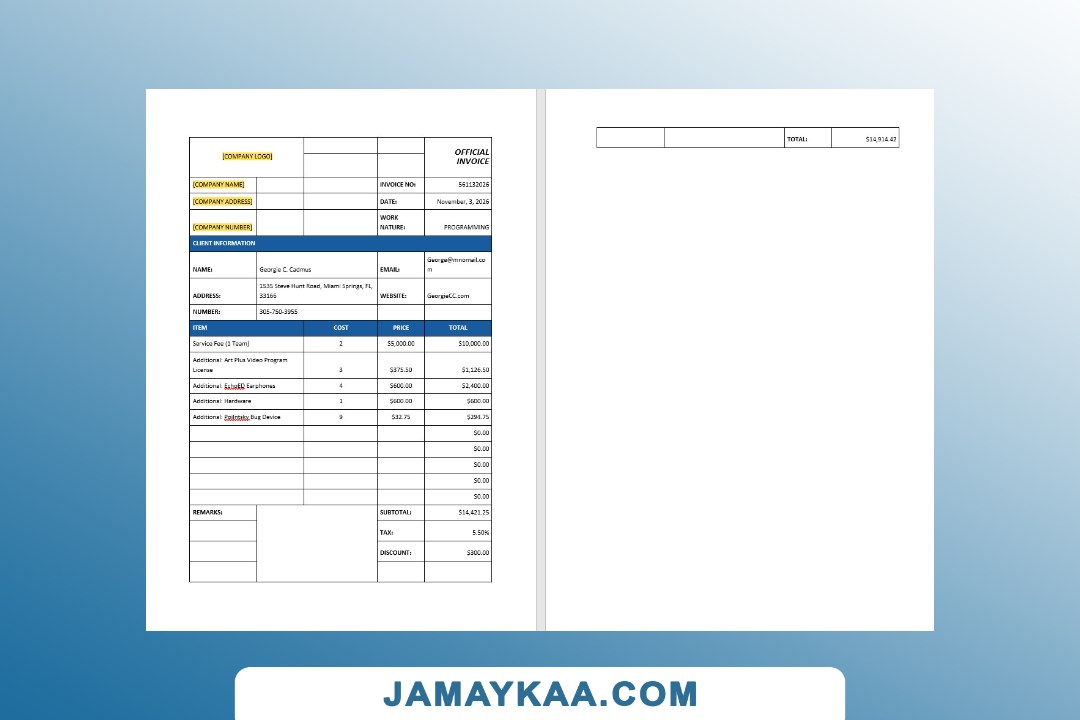 [COMPANY LOGO]
OFFICIAL
INVOICE
[COMPANY NAME] INVOICE NO: 561132026
[COMPANY ADDRESS] DATE: November, 3, 2026
WORK
[COMPANY NUMBER] NATURE: PROGRAMMING
CLIENT INFORMATION
George@mnomail.co
NAME: Georgie C. Cadmus EMAIL: m
1535 Steve Hunt Road, Miami Springs, FL,
ADDRESS: 33166 WEBSITE: GeorgieCC.com
NUMBER: 305-750-3955
ITEM COST PRICE TOTAL
Service Fee (1 Team) 2 $5,000.00 $10,000.00
Additional: Art Plus Video Program
License 3 $375.50 $1,126.50
Additional: EchoED Earphones 4 $600.00 $2,400.00
Additional: Hardware 1 $600.00 $600.00
Additional: Polintsky Bug Device 9 $32.75 $294.75
$0.00
$0.00
$0.00
$0.00
$0.00
REMARKS: SUBTOTAL: $14,421.25
TAX: 5.50%
DISCOUNT: $300.00
TOTAL: $14,914.42
JAMAYKAA.COM